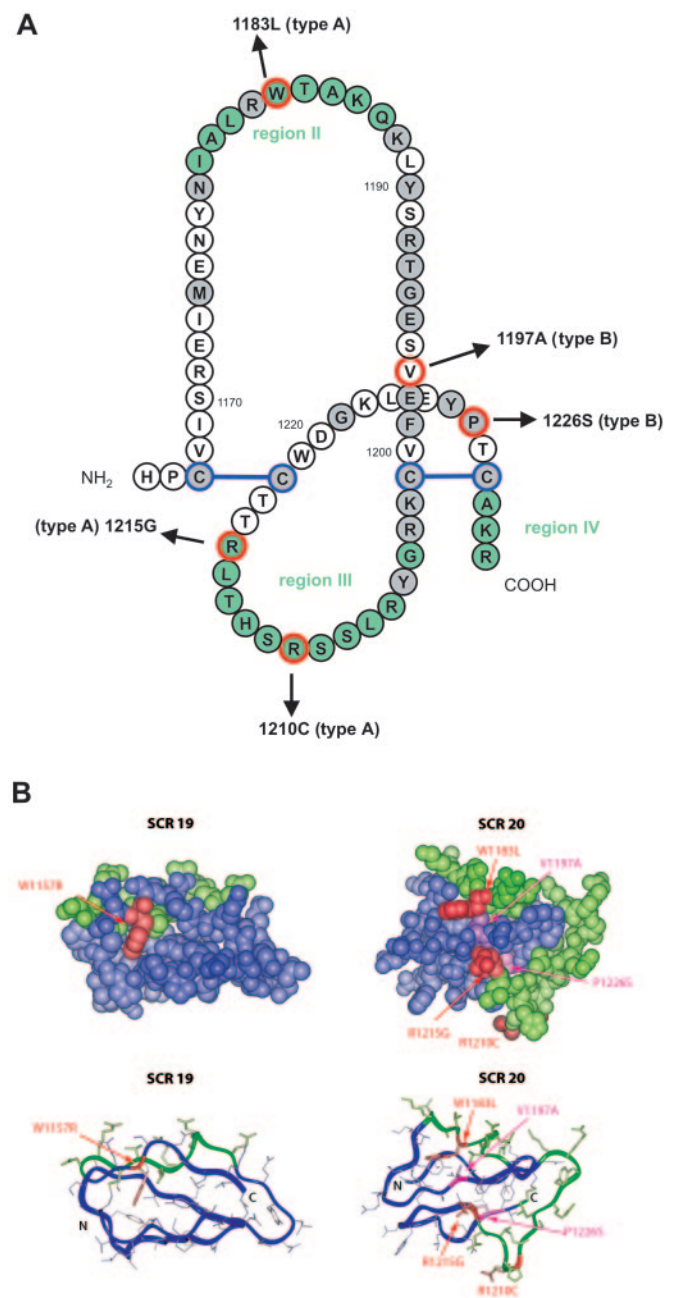 A
1183L (type A)
R W T A K Q
L K
A region II L
I Y
N 1190 S
Y R
N T
E G
M E
I S
E V 1197A (type B)
R E E Y P 1226S (type B)
S 1170 1220 G K L F T
I W D 1200 V
V
NH2 H P C C C C
T K A
T R K
(type A) 1215G R G R
region IV
L region III Y COOH
T R
H L
S R S S
1210C (type A)
B
SCR 19 SCR 20
W1183L
V1197A
W1157R
P1226S
R1215G
R1210C
SCR 19 SCR 20
W1183L
W1157R V1197A
N C N C
P1226S
R1215G
R1210C